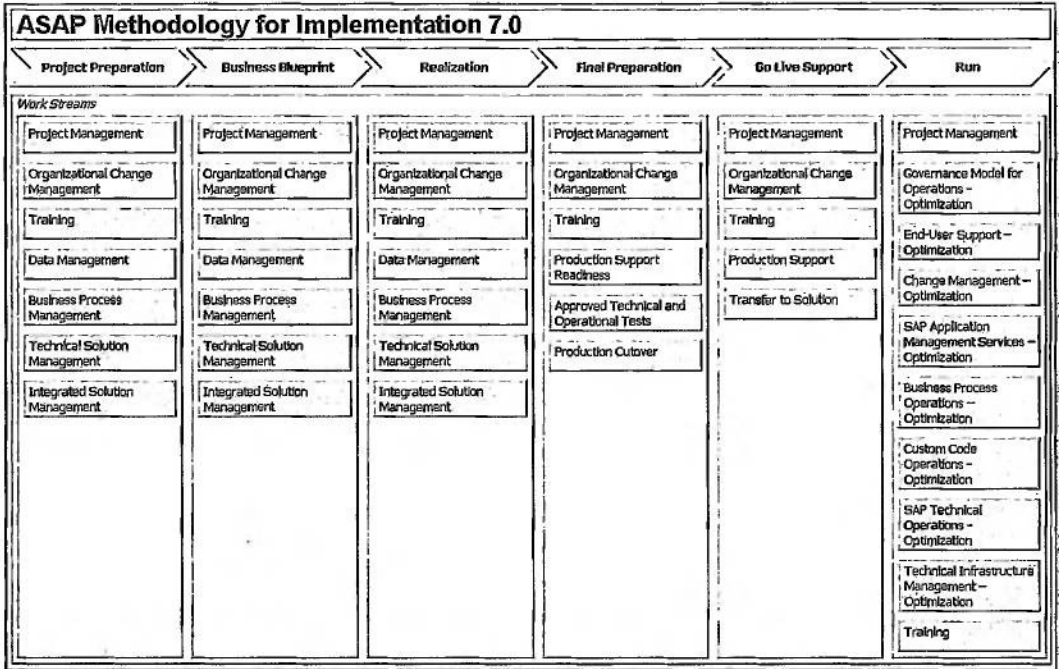 ASAP Methodology for Implementation 7.0
Project Preparation
Business Blueprint
Realization
Final Preparation
Go Live Support
Run
Work Streams
Project Management
Organizational Change
Management
Training
Data Management
Business Process
Management
Technical Solution
Management
Integrated Solution
Management
Project Management
Organizational Change
Management
Training
Data Management
Business Process
Management
Technical Solution
Management
Integrated Solution
Management
Project Management
Organizational Change
Management
Training
Data Management
Business Process
Management
Technical Solution
Management
Integrated Solution
Management
Project Management
Organizational Change
Management
Training
Production Support
Readiness
Approved Technical and
Operational Tests
Production Cutover
Project Management
Organizational Change
Management
Training
Production Support
Transfer to Solution
Project Management
Governance Model for
Operations –
Optimization
End-User Support –
Optimization
Change Management –
Optimization
SAP Application
Management Services –
Optimization
Business Process
Operations –
Optimization
Custom Code
Operations –
Optimization
SAP Technical
Operations –
Optimization
Technical Infrastructure
Management –
Optimization
Training